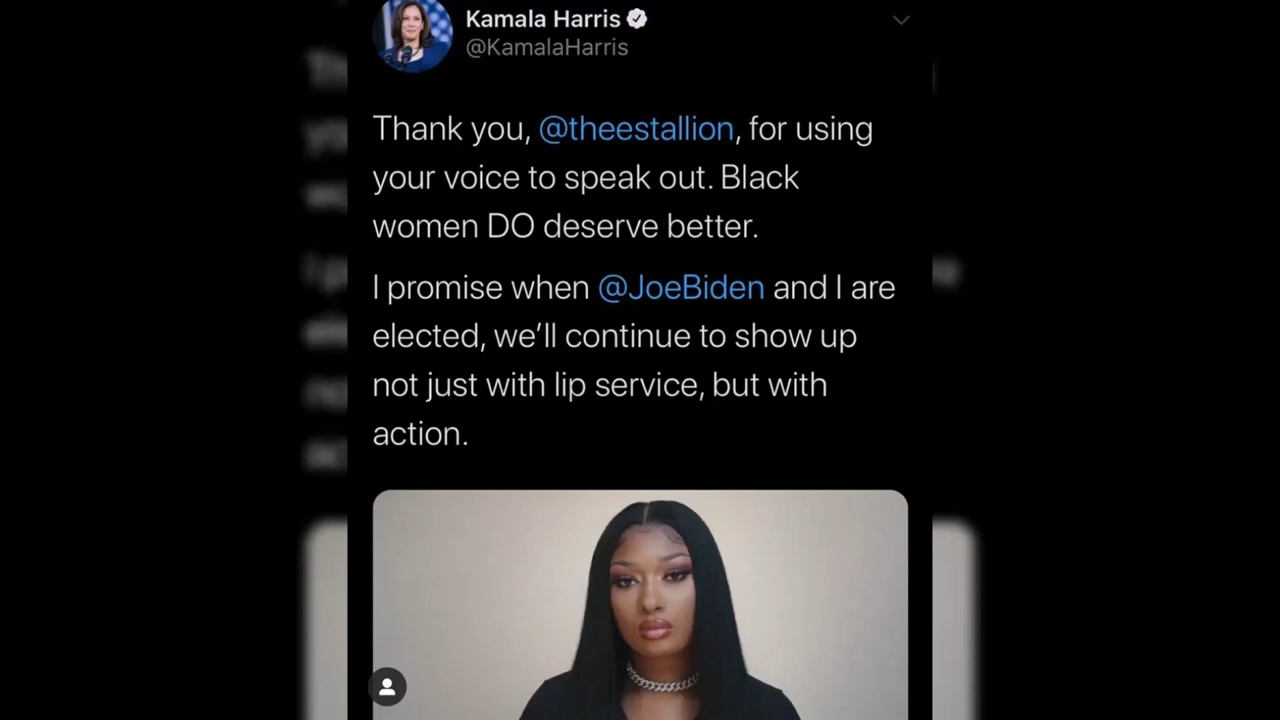 Kamala Harris
@KamalaHarris
Thank you, @theestallion, for using
your voice to speak out. Black
women DO deserve better.
I promise when @JoeBiden and I are
elected, we’ll continue to show up
not just with lip service, but with
action.